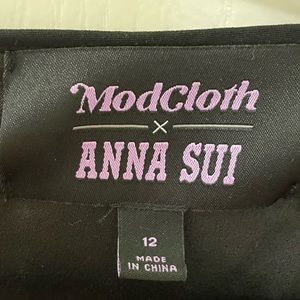 ModCloth
×
ANNA SUI
12
MADE
IN CHINA